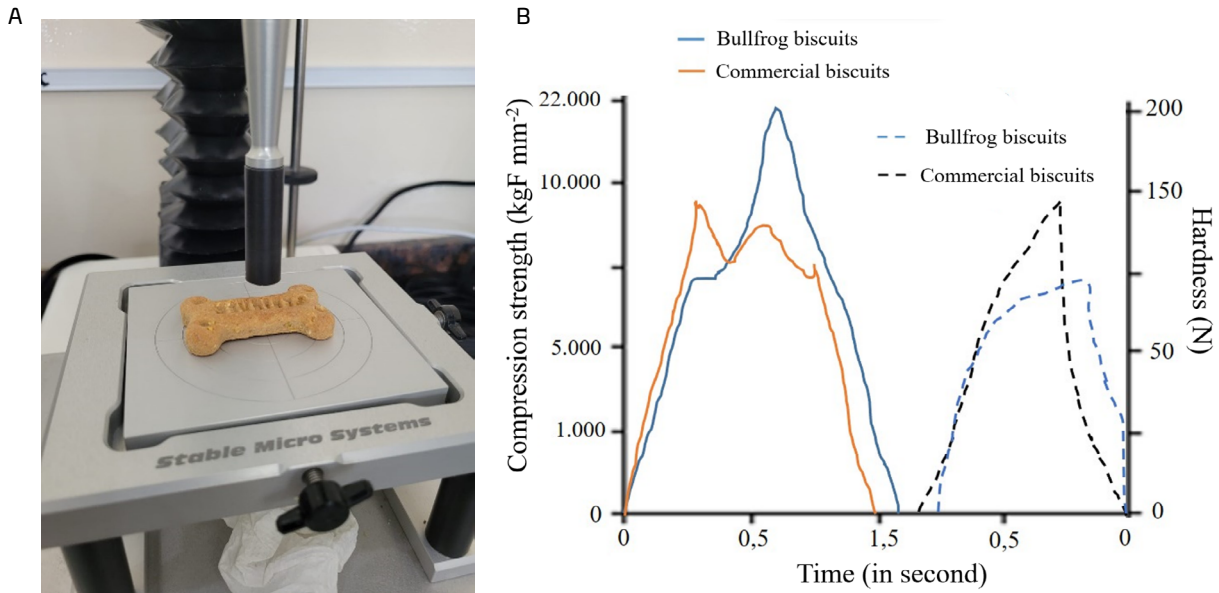 A
B
Stable Micro Systems
Bullfrog biscuits
Commercial biscuits
Bullfrog biscuits
Commercial biscuits
Compression strength (kgF mm⁻²)
22.000
10.000
5.000
1.000
0
200
150
50
0
Hardness (N)
0
0,5
1,5
0,5
0
Time (in second)